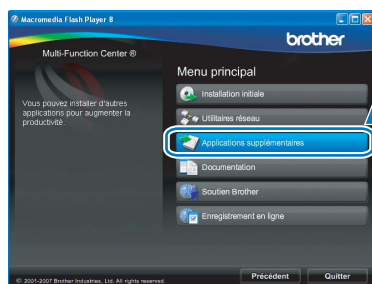 Macromedia Flash Player 8
brother
Multi-Function Center ®
Menu principal
Vous pouvez installer d'autres
applications pour augmenter la
productivité.
Installation initiale
Utilitaires réseau
Applications supplémentaires
Documentation
Soutien Brother
Enregistrement en ligne
© 2001-2007 Brother Industries, Ltd. All rights reserved.
Précédent
Quitter